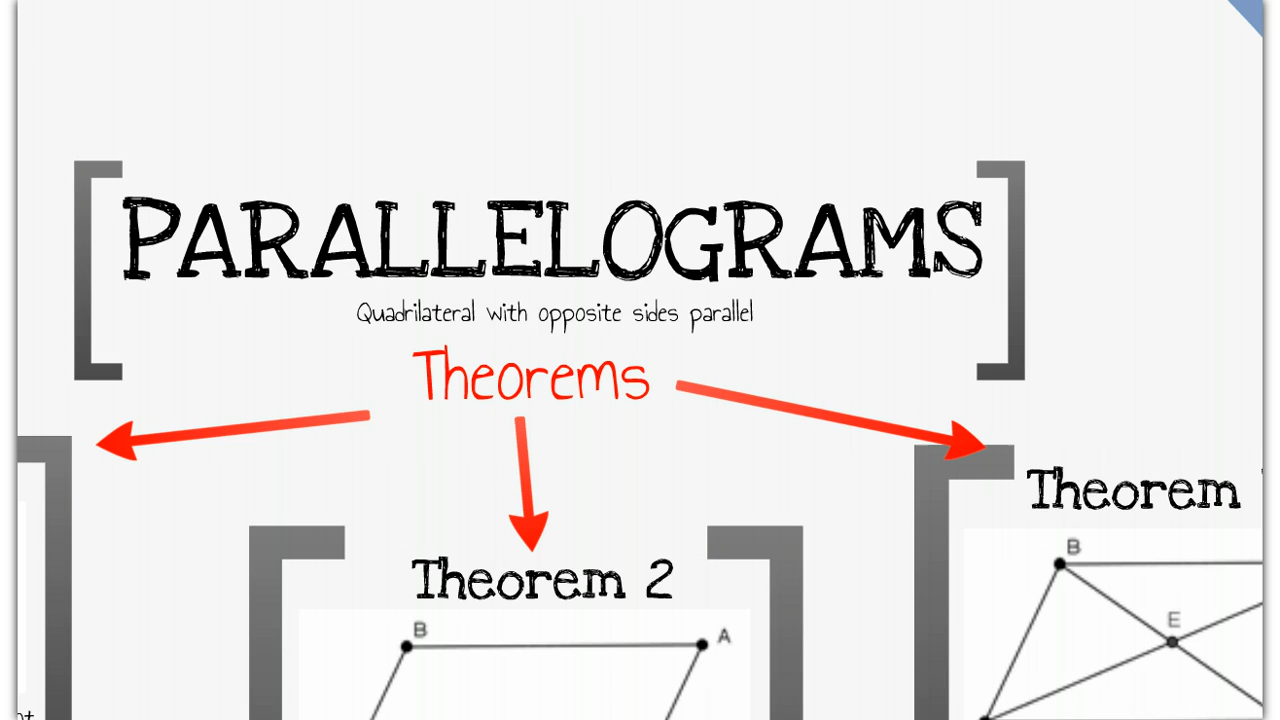 PARALLELOGRAMS
Quadrilateral with opposite sides parallel
Theorems
Theorem
B
E
Theorem 2
B
A